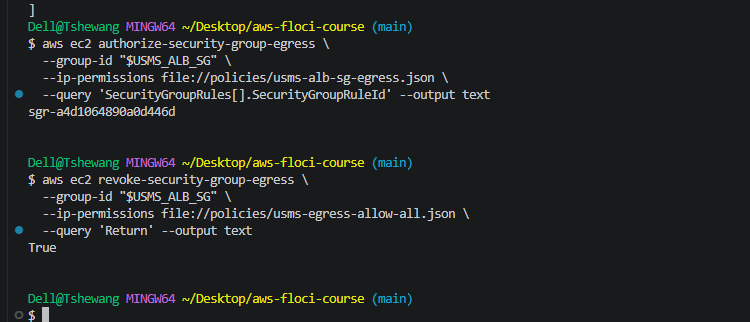 ]
Dell@Tshewang MINGW64 ~/Desktop/aws-floci-course (main)
$ aws ec2 authorize-security-group-egress \
  --group-id "$USMS_ALB_SG" \
  --ip-permissions file://policies/usms-alb-sg-egress.json \
  --query 'SecurityGroupRules[].SecurityGroupRuleId' --output text
sgr-a4d1064890a0d446d

Dell@Tshewang MINGW64 ~/Desktop/aws-floci-course (main)
$ aws ec2 revoke-security-group-egress \
  --group-id "$USMS_ALB_SG" \
  --ip-permissions file://policies/usms-egress-allow-all.json \
  --query 'Return' --output text
True

Dell@Tshewang MINGW64 ~/Desktop/aws-floci-course (main)
$